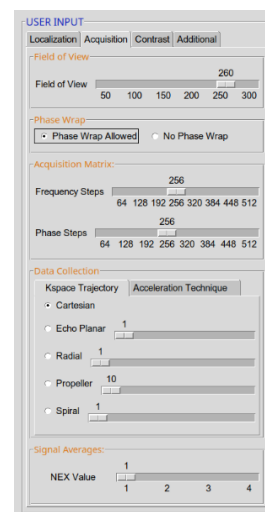 USER INPUT
Localization Acquisition Contrast Additional
Field of View
260
Field of View
50 100 150 200 250 300
Phase Wrap
Phase Wrap Allowed No Phase Wrap
Acquisition Matrix:
256
Frequency Steps
64 128 192 256 320 384 448 512
256
Phase Steps
64 128 192 256 320 384 448 512
Data Collection
Kspace Trajectory Acceleration Technique
Cartesian
Echo Planar 1
Radial 1
Propeller 10
Spiral 1
Signal Averages:
1
NEX Value
1 2 3 4